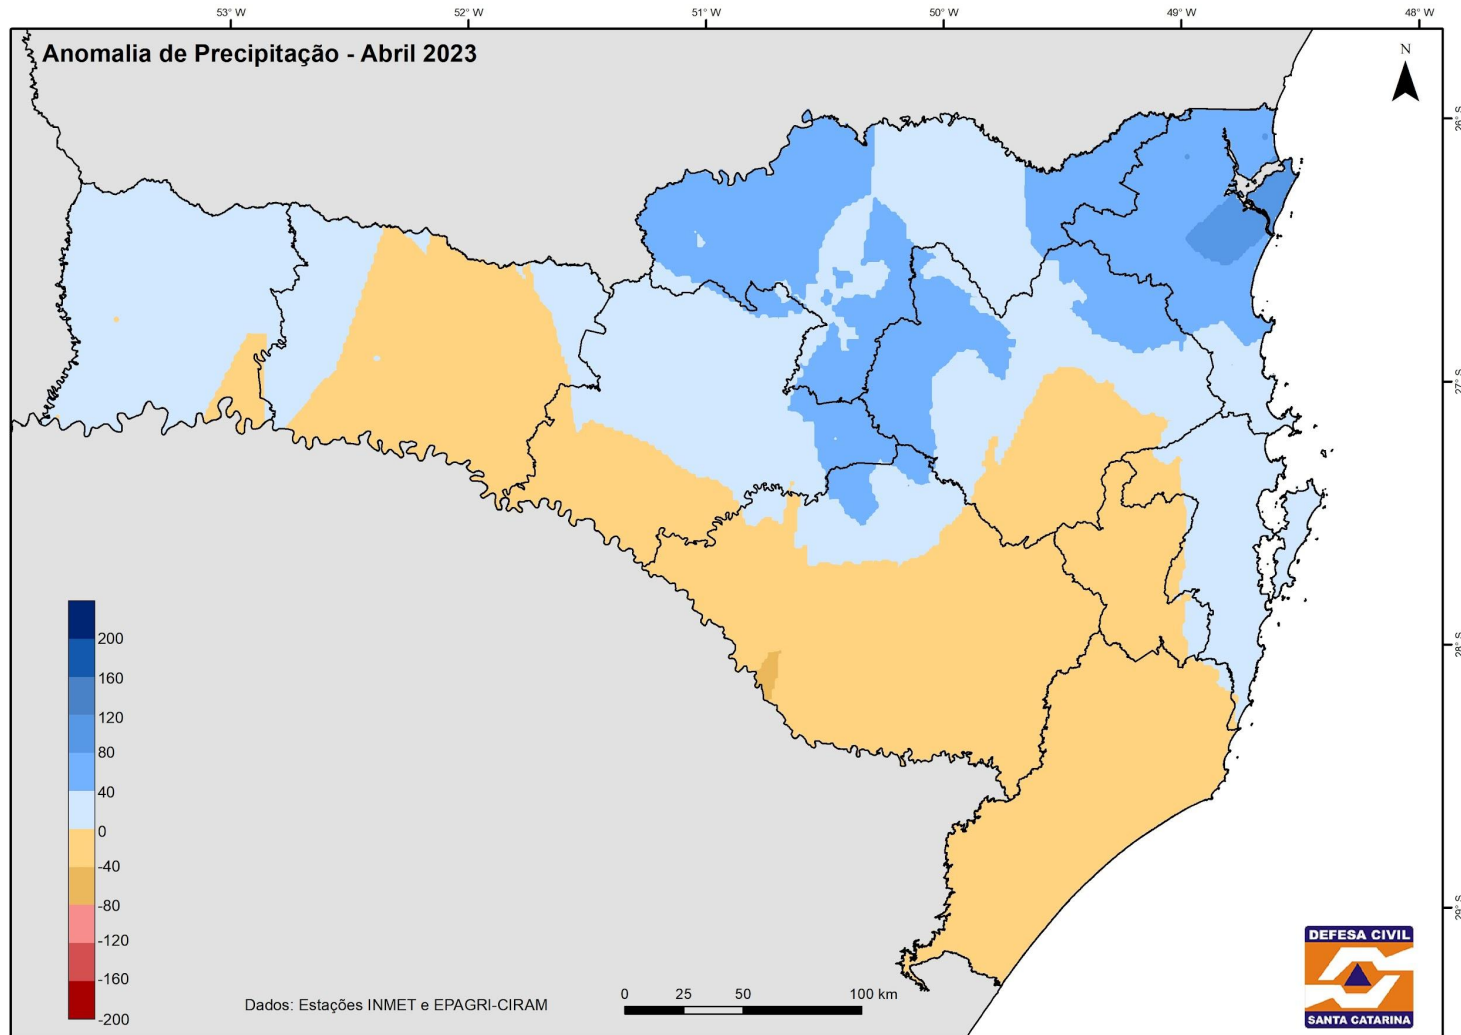 53° W
52° W
51° W
50° W
49° W
48° W
Anomalia de Precipitação - Abril 2023
N
26° S
27° S
28° S
29° S
200
160
120
80
40
0
-40
-80
-120
-160
-200
Dados: Estações INMET e EPAGRI-CIRAM
0 25 50 100 km
DEFESA CIVIL
SANTA CATARINA